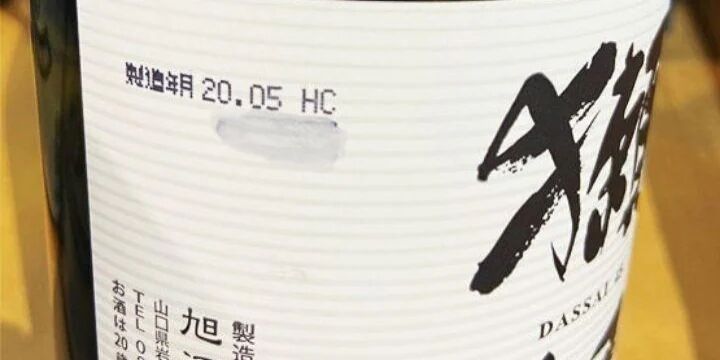 製造年月 20.05 HC
獺
DASSAI
製造
旭酒
山口県岩
TEL 0
お酒は20歳